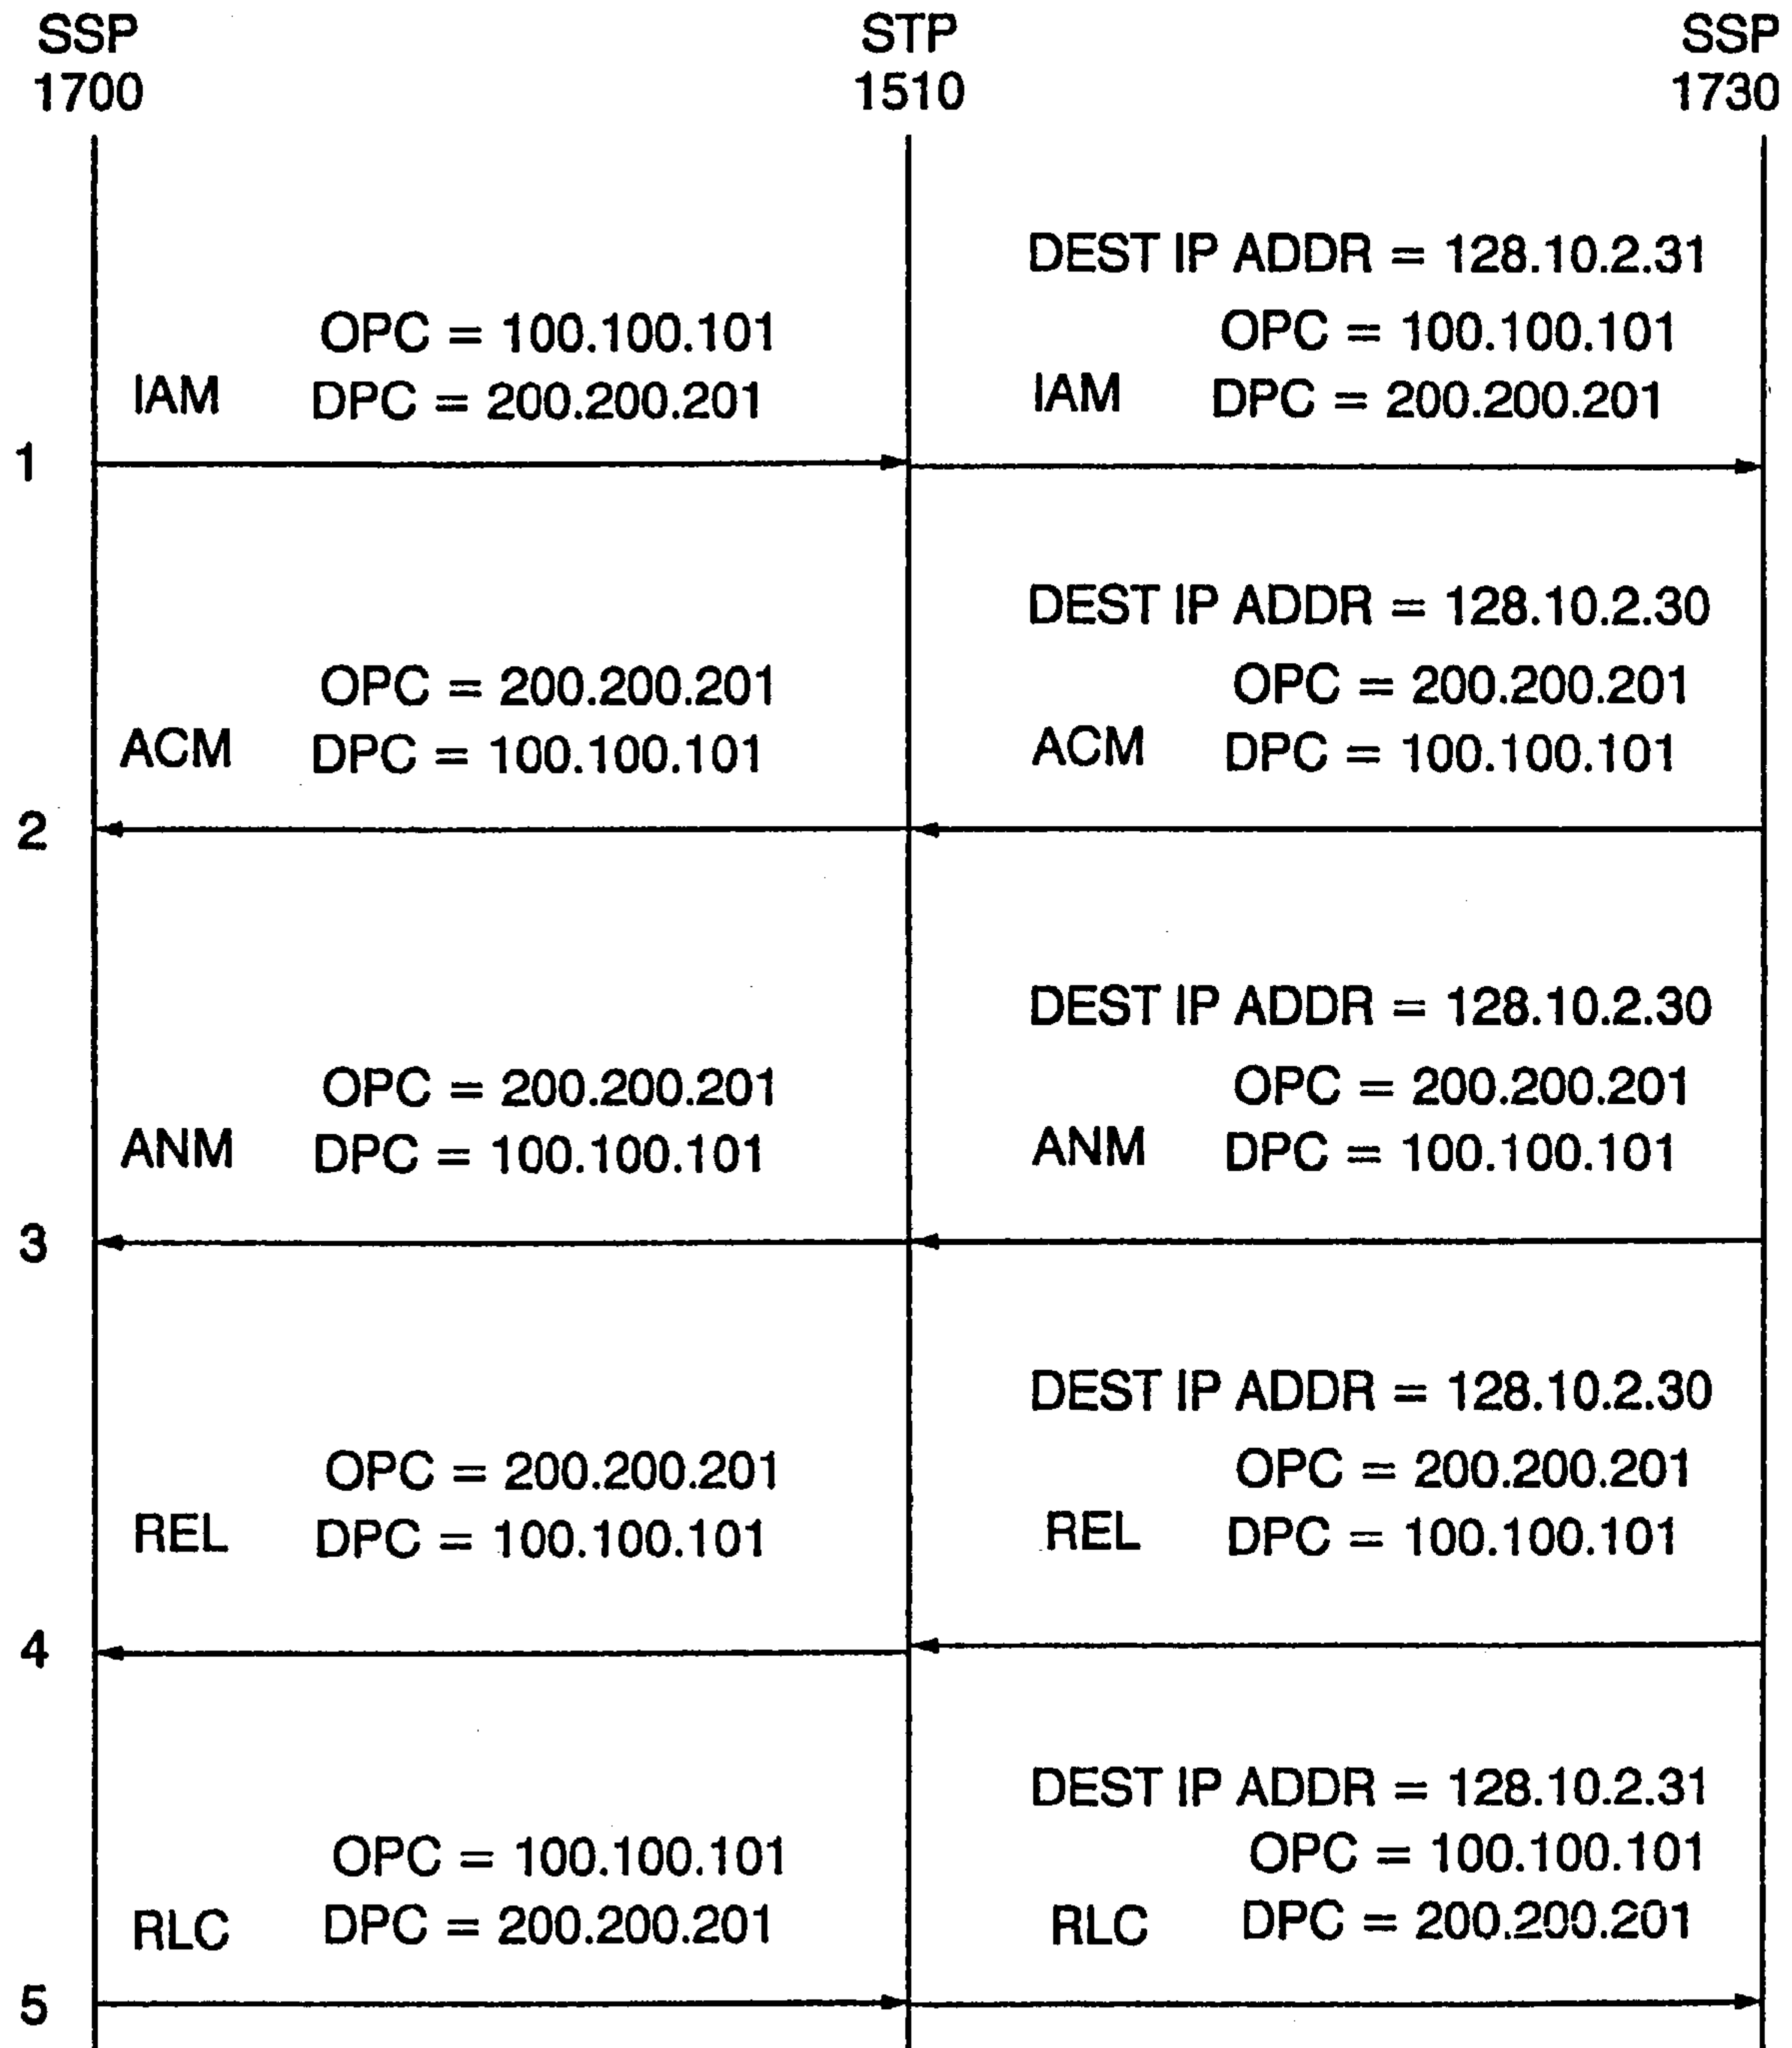 SSP STP SSP
1700 1510 1730
DEST IP ADDR = 128.10.2.31
OPC = 100.100.101 OPC = 100.100.101
IAM DPC = 200.200.201 IAM DPC = 200.200.201
1
DEST IP ADDR = 128.10.2.30
OPC = 200.200.201 OPC = 200.200.201
ACM DPC = 100.100.101 ACM DPC = 100.100.101
2
DEST IP ADDR = 128.10.2.30
OPC = 200.200.201 OPC = 200.200.201
ANM DPC = 100.100.101 ANM DPC = 100.100.101
3
DEST IP ADDR = 128.10.2.30
OPC = 200.200.201 OPC = 200.200.201
REL DPC = 100.100.101 REL DPC = 100.100.101
4
DEST IP ADDR = 128.10.2.31
OPC = 100.100.101 OPC = 100.100.101
RLC DPC = 200.200.201 RLC DPC = 200.200.201
5